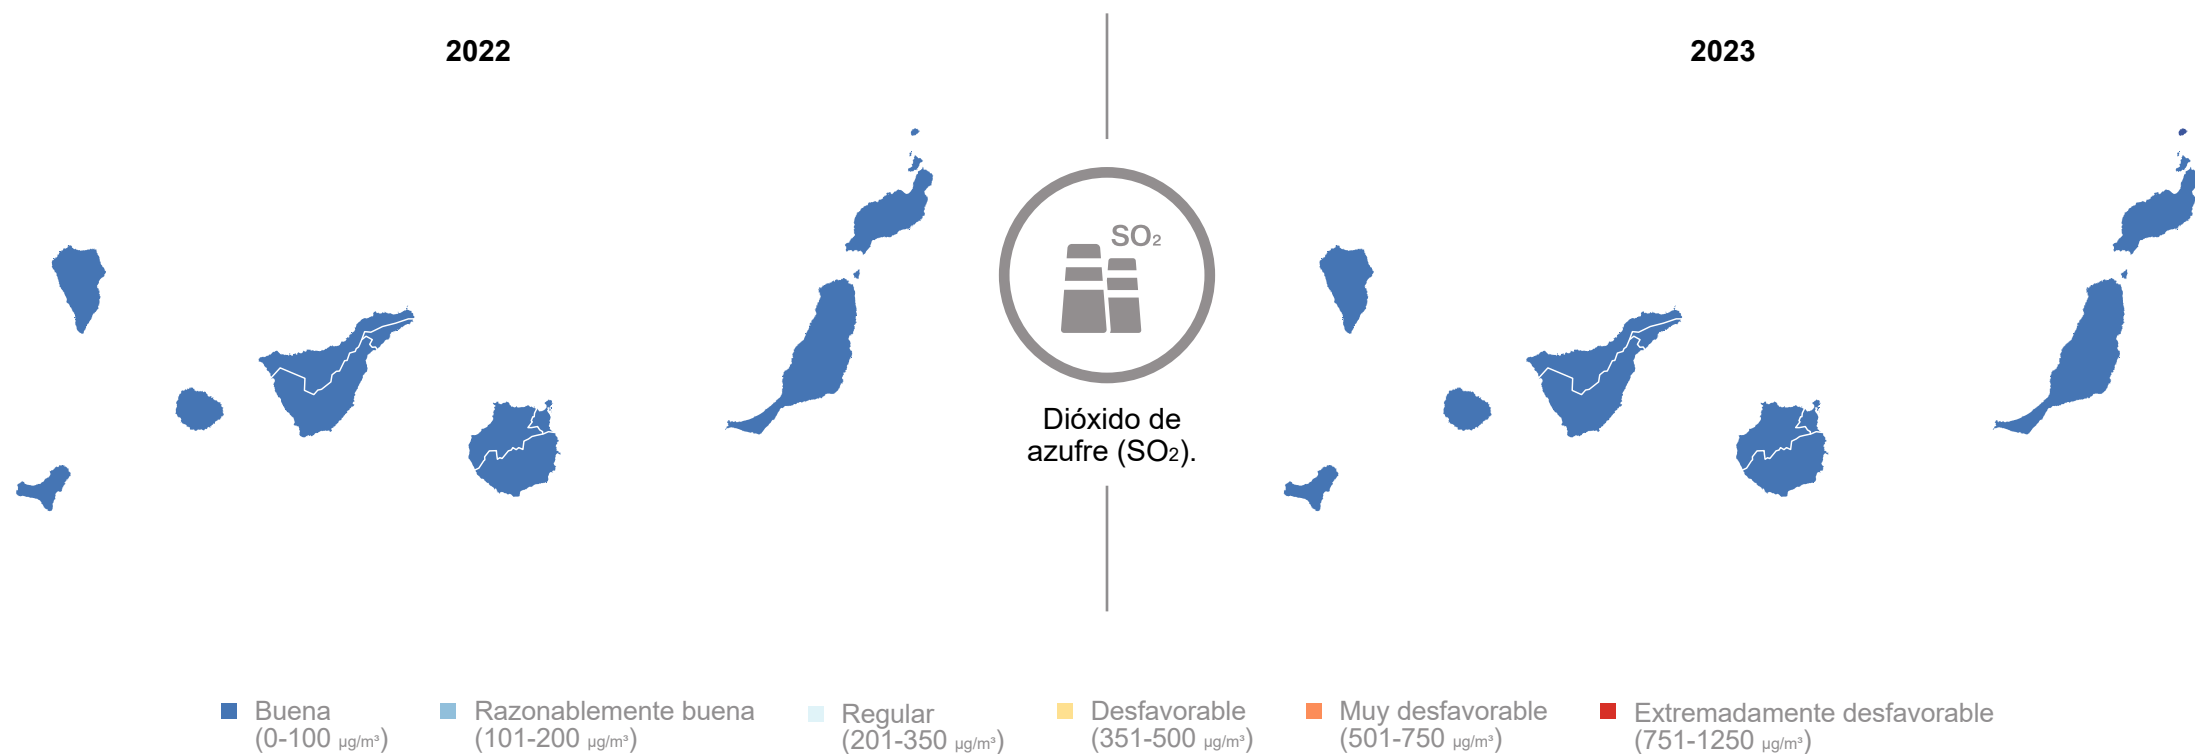 2022
2023
SO₂
Dióxido de
azufre (SO₂).
Buena
(0-100 µg/m³)
Razonablemente buena
(101-200 µg/m³)
Regular
(201-350 µg/m³)
Desfavorable
(351-500 µg/m³)
Muy desfavorable
(501-750 µg/m³)
Extremadamente desfavorable
(751-1250 µg/m³)